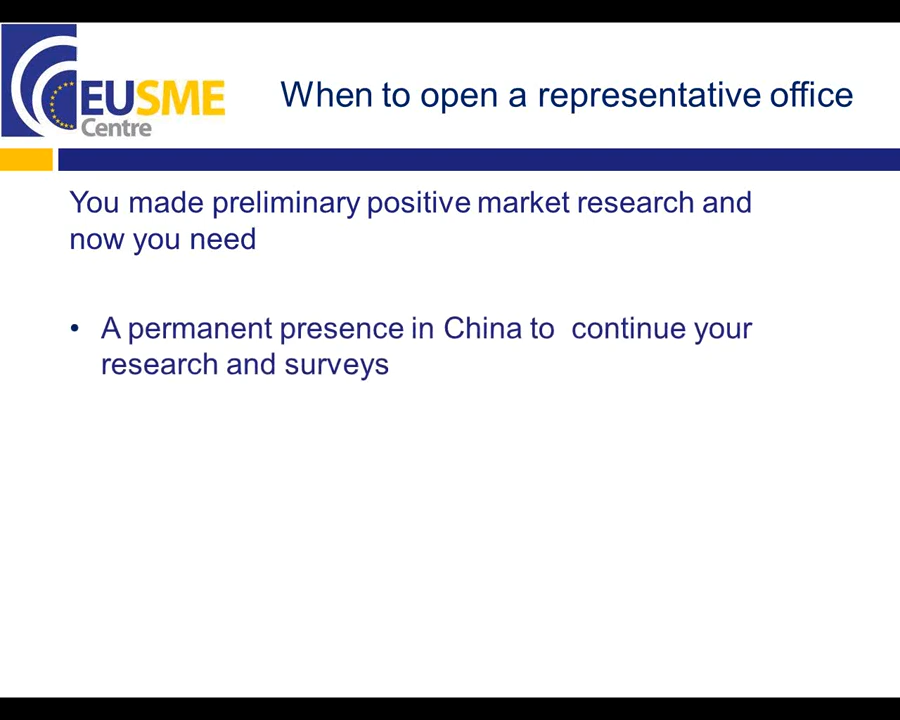 EUSME
Centre
When to open a representative office
You made preliminary positive market research and
now you need
• A permanent presence in China to continue your
research and surveys